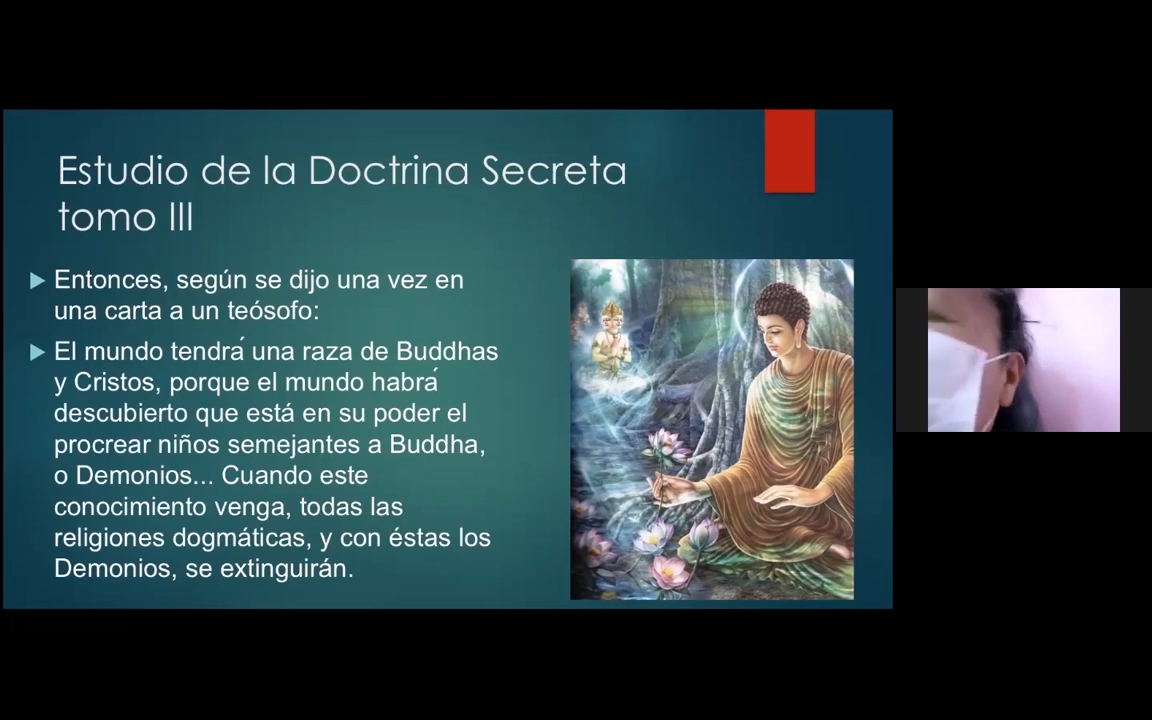 Estudio de la Doctrina Secreta
tomo III
Entonces, según se dijo una vez en
una carta a un teósofo:
El mundo tendrá una raza de Buddhas
y Cristos, porque el mundo habrá
descubierto que está en su poder el
procrear niños semejantes a Buddha,
o Demonios... Cuando este
conocimiento venga, todas las
religiones dogmáticas, y con éstas los
Demonios, se extinguirán.